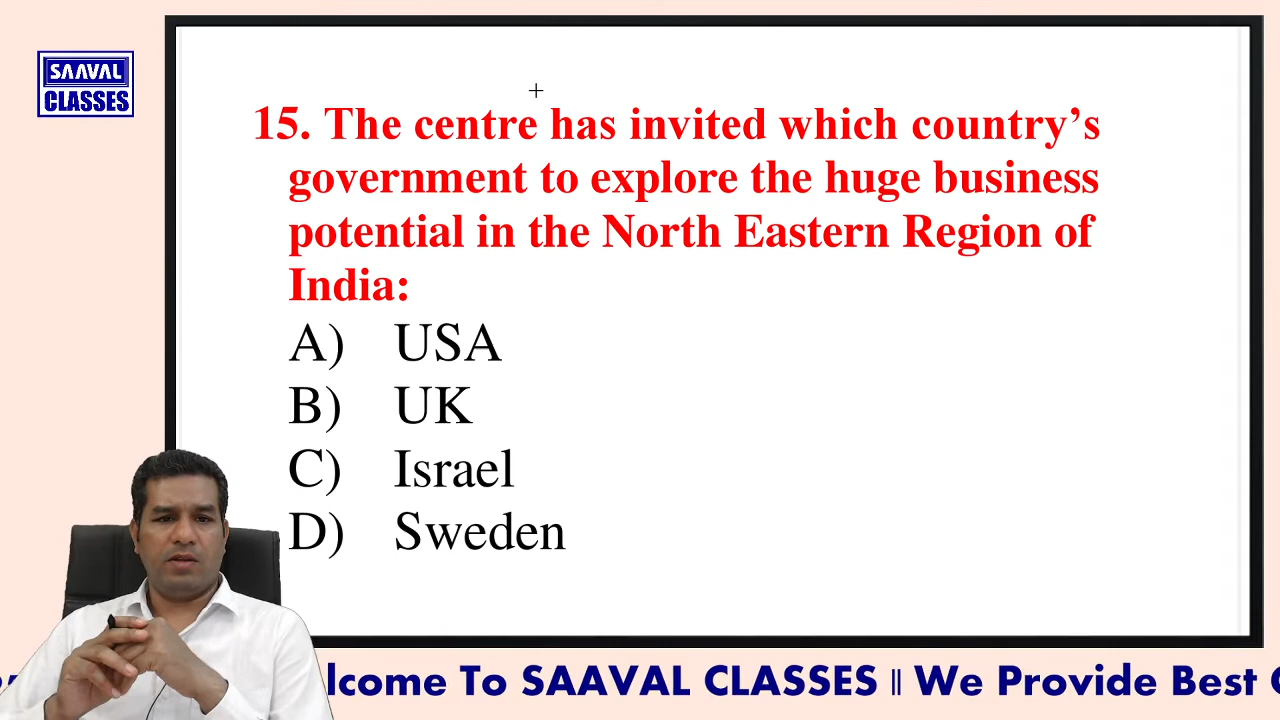 SAAVAL
CLASSES
15. The centre has invited which country’s
government to explore the huge business
potential in the North Eastern Region of
India:
A) USA
B) UK
C) Israel
D) Sweden
lcome To SAAVAL CLASSES || We Provide Best